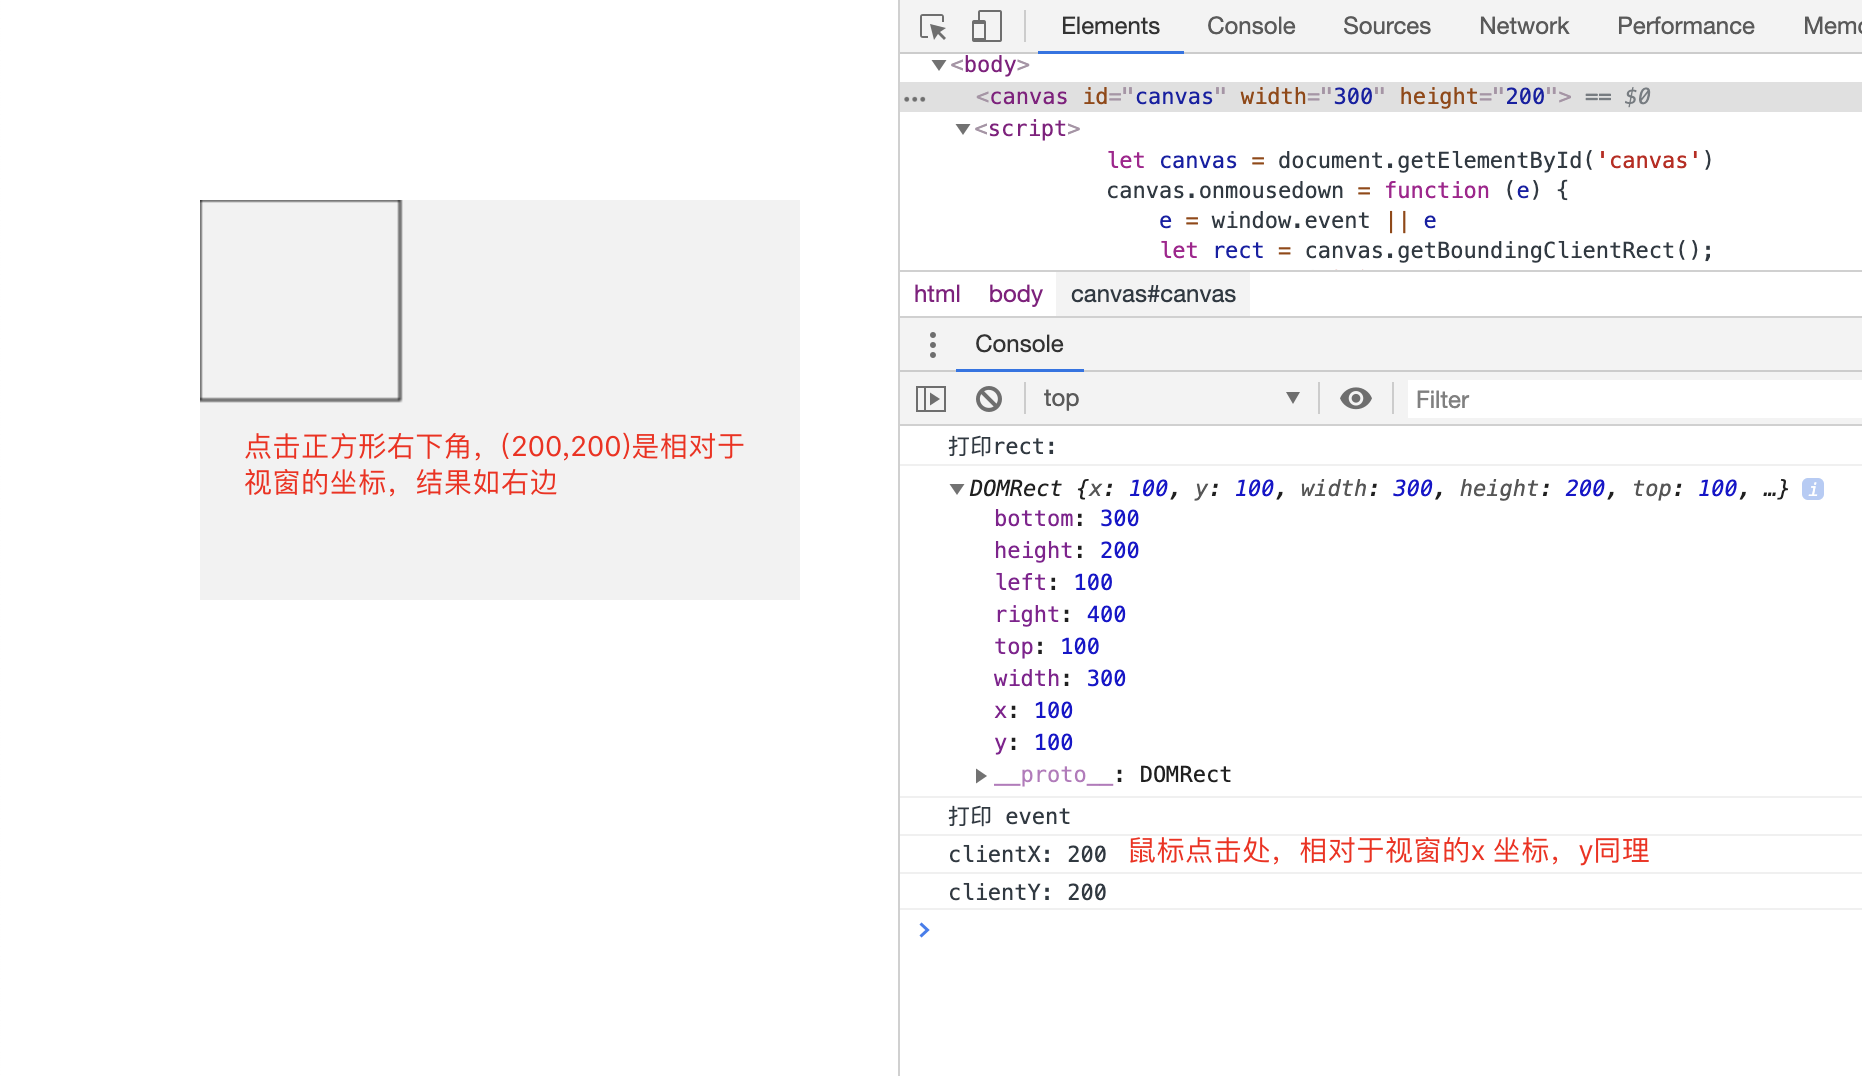 点击正方形右下角，(200,200)是相对于
视窗的坐标，结果如右边
Elements Console Sources Network Performance Memo
<body>
<canvas id="canvas" width="300" height="200"> == $0
<script>
let canvas = document.getElementById('canvas')
canvas.onmousedown = function (e) {
e = window.event || e
let rect = canvas.getBoundingClientRect();
html body canvas#canvas
Console
top Filter
打印rect:
DOMRect {x: 100, y: 100, width: 300, height: 200, top: 100, …} i
bottom: 300
height: 200
left: 100
right: 400
top: 100
width: 300
x: 100
y: 100
__proto__: DOMRect
打印 event
clientX: 200 鼠标点击处，相对于视窗的x 坐标，y同理
clientY: 200